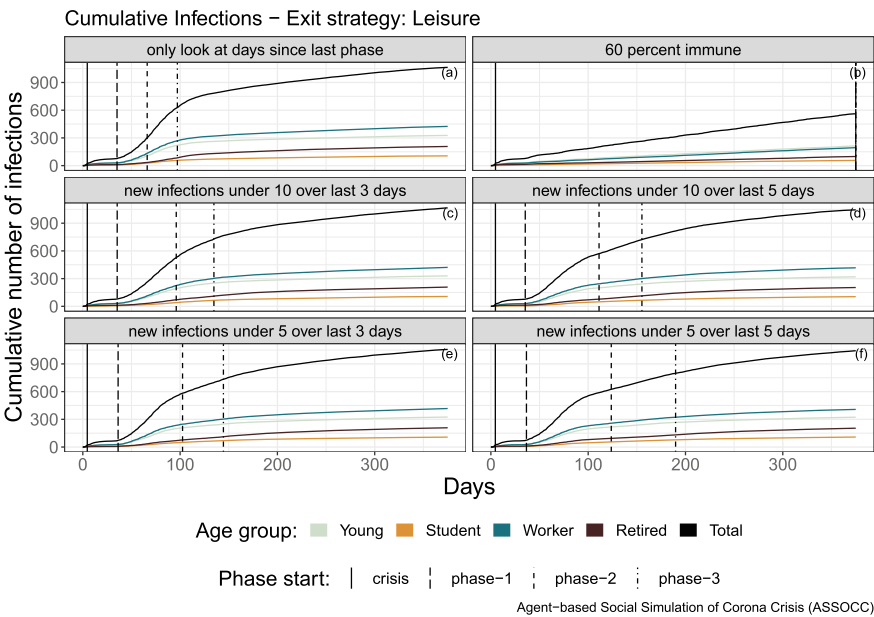 Cumulative Infections − Exit strategy: Leisure
only look at days since last phase
60 percent immune
(a)
(b)
900
600
300
0
new infections under 10 over last 3 days
new infections under 10 over last 5 days
(c)
(d)
900
600
300
0
new infections under 5 over last 3 days
new infections under 5 over last 5 days
(e)
(f)
900
600
300
0
Cumulative number of infections
0 100 200 300 0 100 200 300
Days
Age group: Young Student Worker Retired Total
Phase start: crisis phase−1 phase−2 phase−3
Agent−based Social Simulation of Corona Crisis (ASSOCC)